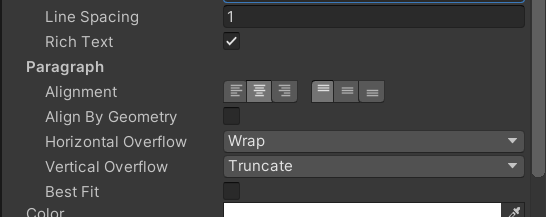 Line Spacing 1
Rich Text
Paragraph
Alignment
Align By Geometry
Horizontal Overflow Wrap
Vertical Overflow Truncate
Best Fit
Color